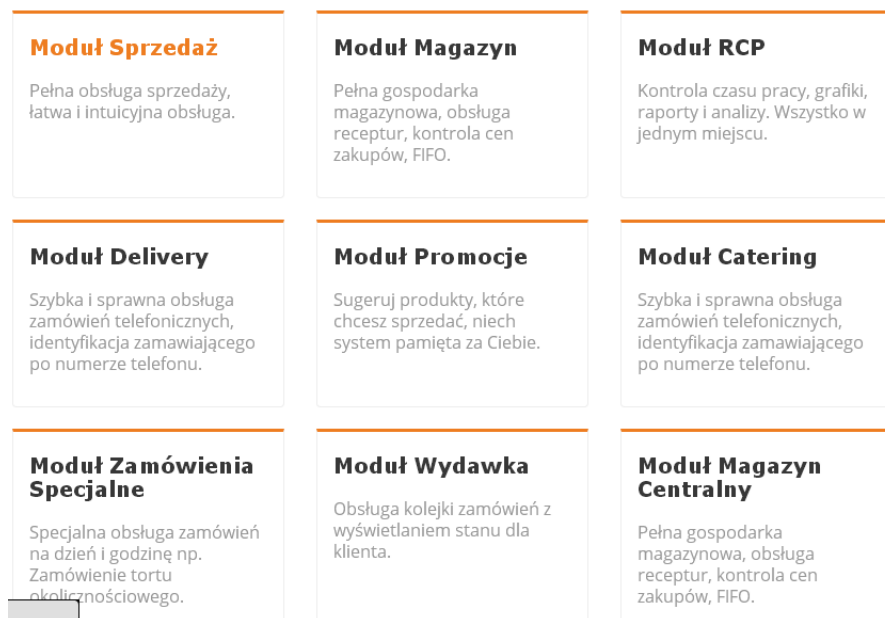 Moduł Sprzedaż
Pełna obsługa sprzedaży,
łatwa i intuicyjna obsługa.
Moduł Magazyn
Pełna gospodarka
magazynowa, obsługa
receptur, kontrola cen
zakupów, FIFO.
Moduł RCP
Kontrola czasu pracy, grafiki,
raporty i analizy. Wszystko w
jednym miejscu.
Moduł Delivery
Szybka i sprawna obsługa
zamówień telefonicznych,
identyfikacja zamawiającego
po numerze telefonu.
Moduł Promocje
Sugeruj produkty, które
chcesz sprzedać, niech
system pamięta za Ciebie.
Moduł Catering
Szybka i sprawna obsługa
zamówień telefonicznych,
identyfikacja zamawiającego
po numerze telefonu.
Moduł Zamówienia
Specjalne
Specjalna obsługa zamówień
na dzień i godzinę np.
Zamówienie tortu
okolicznościowego.
Moduł Wydawka
Obsługa kolejki zamówień z
wyświetlaniem stanu dla
klienta.
Moduł Magazyn
Centralny
Pełna gospodarka
magazynowa, obsługa
receptur, kontrola cen
zakupów, FIFO.